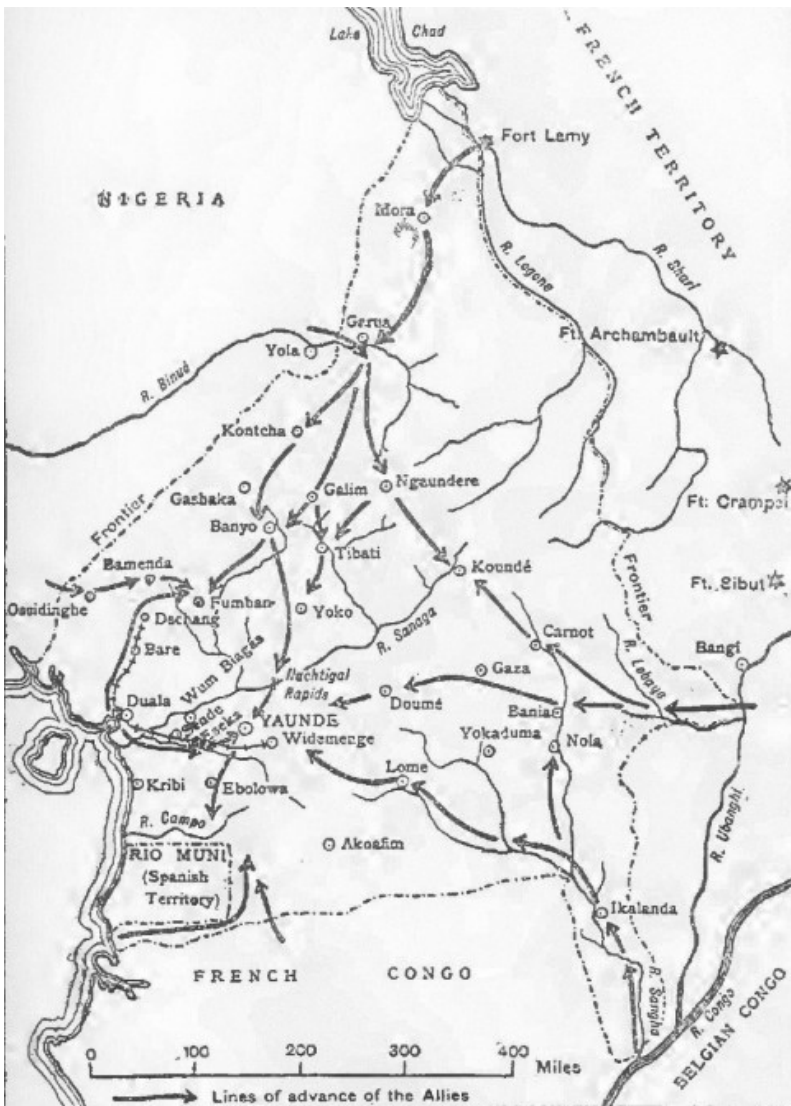 Lake Chad
FRENCH TERRITORY
Fort Lamy
NIGERIA
Mora
R. Logone
R. Shari
Garua
Ft. Archambault
Yola
R. Binué
Kontcha
Gashaka
Galim
Ngaundere
Ft. Crampel
Frontier
Banyo
Tibati
Koundé
Bamenda
Ossidingbe
Fumban
Yoko
Frontier
Ft. Sibut
Dschang
R. Sanaga
Carnot
Bangi
Bare
Wum Biagas
Nachtigal
Rapids
Gaza
R. Lobaya
Duala
Doumé
Bania
Eseka
YAUNDE
Widemenge
Yokaduma
Nola
Lome
Kribi
Ebolowa
R. Campo
Akoafim
R. Ubanghi
RIO MUNI
(Spanish
Territory)
Ikalanda
FRENCH CONGO
R. Sangha
R. Congo
BELGIAN CONGO
0 100 200 300 400 Miles
Lines of advance of the Allies